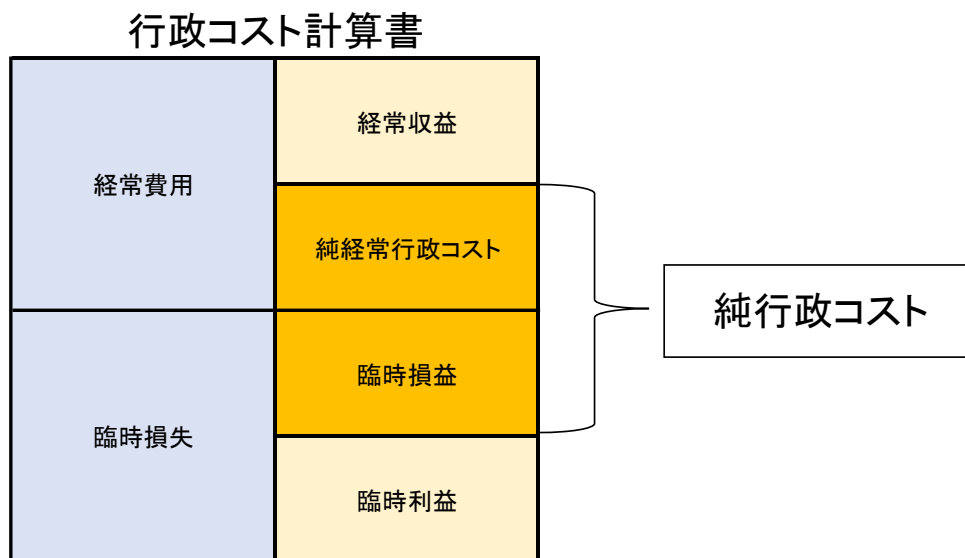 行政コスト計算書
経常費用
経常収益
純経常行政コスト
純行政コスト
臨時損失
臨時損益
臨時利益